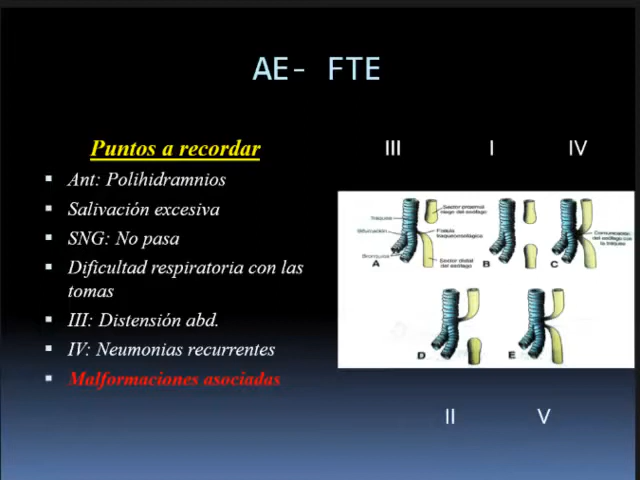 AE- FTE
Puntos a recordar
Ant: Polihidramnios
Salivación excesiva
SNG: No pasa
Dificultad respiratoria con las
tomas
III: Distensión abd.
IV: Neumonias recurrentes
Malformaciones asociadas
III I IV
Sector proximal
ciego del esófago
Tráquea
Bifurcación
Fístula
traqueoesofágica
Bronquios
Sector distal
del esófago
Comunicación
del esófago con
la tráquea
A B C
D E
II V